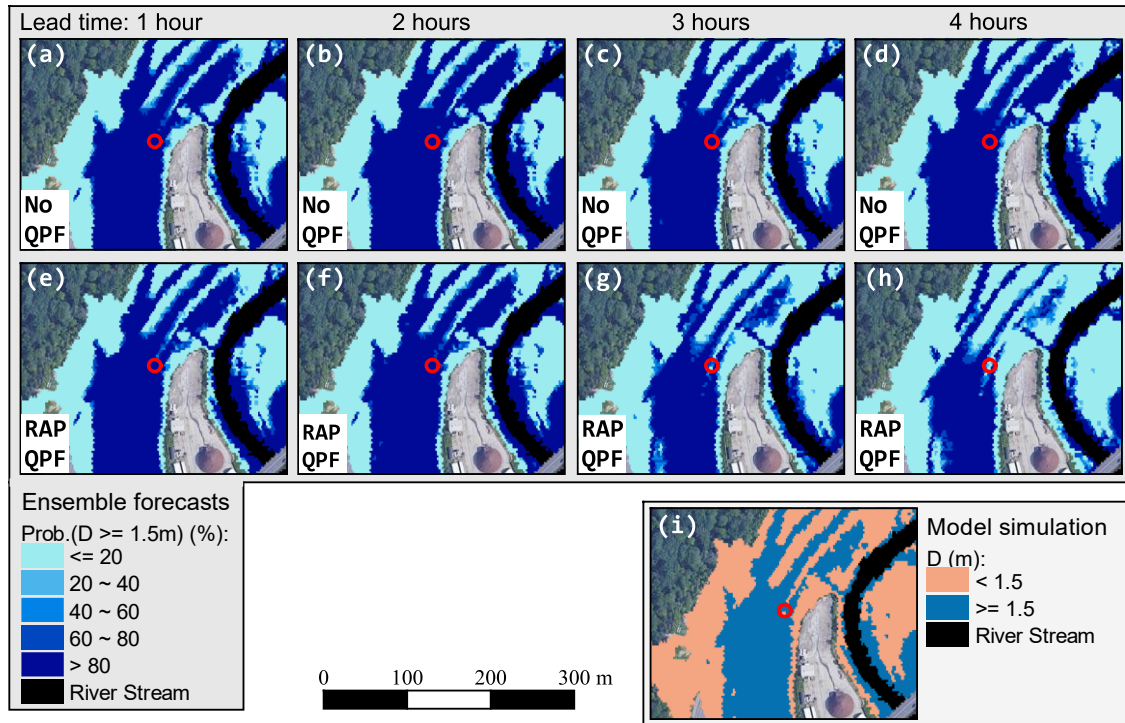 Lead time: 1 hour 2 hours 3 hours 4 hours
(a) (b) (c) (d)
No No No No
QPF QPF QPF QPF
(e) (f) (g) (h)
RAP RAP RAP RAP
QPF QPF QPF QPF
Ensemble forecasts
Prob.(D >= 1.5m) (%):
<= 20
20 ~ 40
40 ~ 60
60 ~ 80
> 80
River Stream
0 100 200 300 m
(i)
Model simulation
D (m):
< 1.5
>= 1.5
River Stream